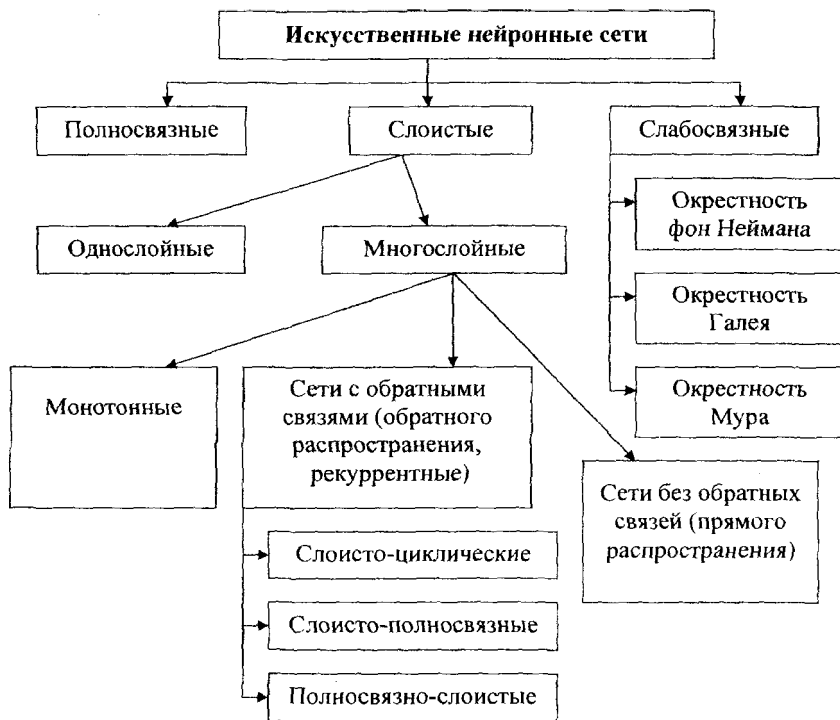 Искусственные нейронные сети
Полносвязные
Слоистые
Слабосвязные
Окрестность
фон Неймана
Однослойные
Многослойные
Окрестность
Галея
Окрестность
Мура
Монотонные
Сети с обратными
связями (обратного
распространения,
рекуррентные)
Сети без обратных
связей (прямого
распространения)
Слоисто-циклические
Слоисто-полносвязные
Полносвязно-слоистые